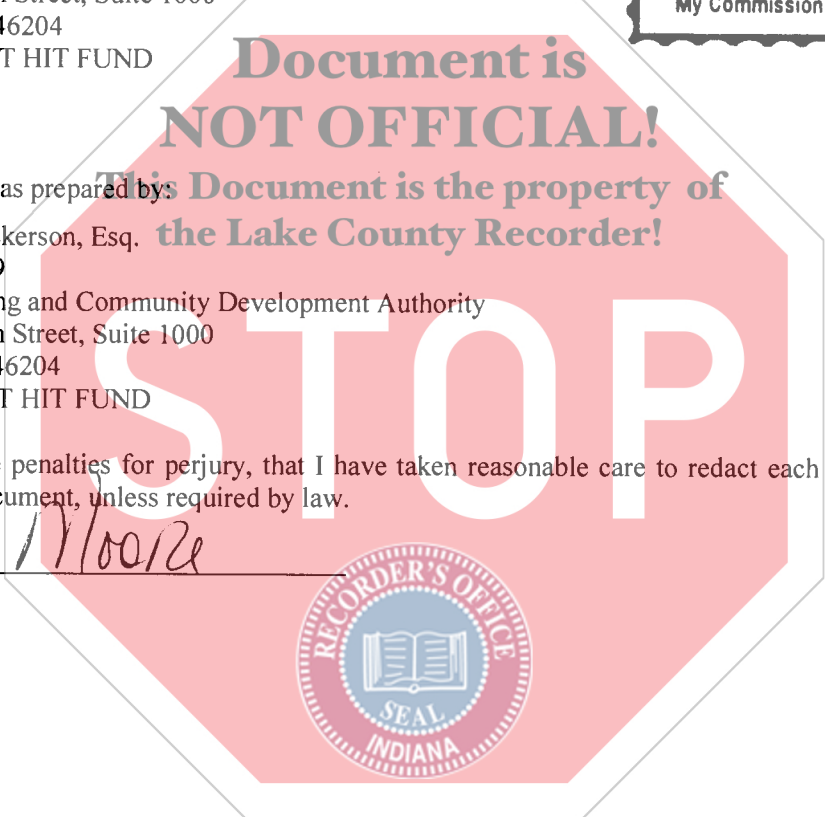 Street, Suite 1000
My Commission
46204
T HIT FUND
Document is
NOT OFFICIAL!
as prepared by:
This Document is the property of
kerson, Esq.
the Lake County Recorder!
ng and Community Development Authority
Street, Suite 1000
46204
T HIT FUND
STOP
penalties for perjury, that I have taken reasonable care to redact each
cument, unless required by law.
Moore
RECORDER'S OFFICE
SEAL
INDIANA